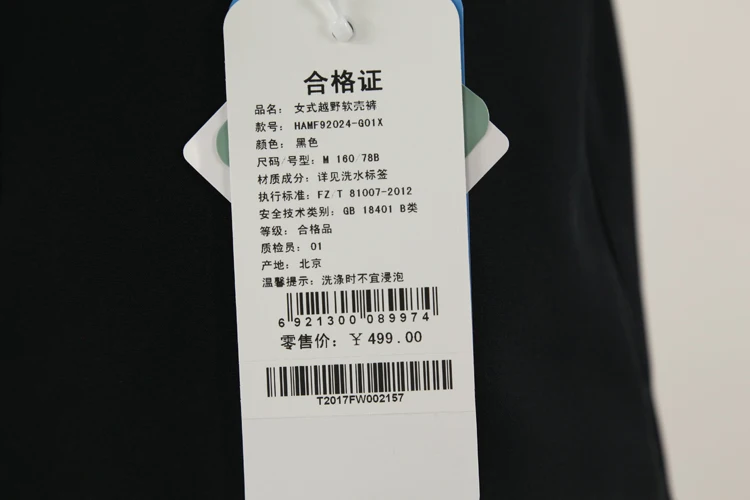 合格证
品名： 女式越野软壳裤
款号： HAMF92024-G01X
颜色： 黑色
尺码/号型： M 160/78B
材质成分： 详见洗水标签
执行标准： FZ/T 81007-2012
安全技术类别： GB 18401 B类
等级： 合格品
质检员： 01
产地： 北京
温馨提示： 洗涤时不宜浸泡
6 921300 089974
零售价： ￥ 499.00
T2017FW002157